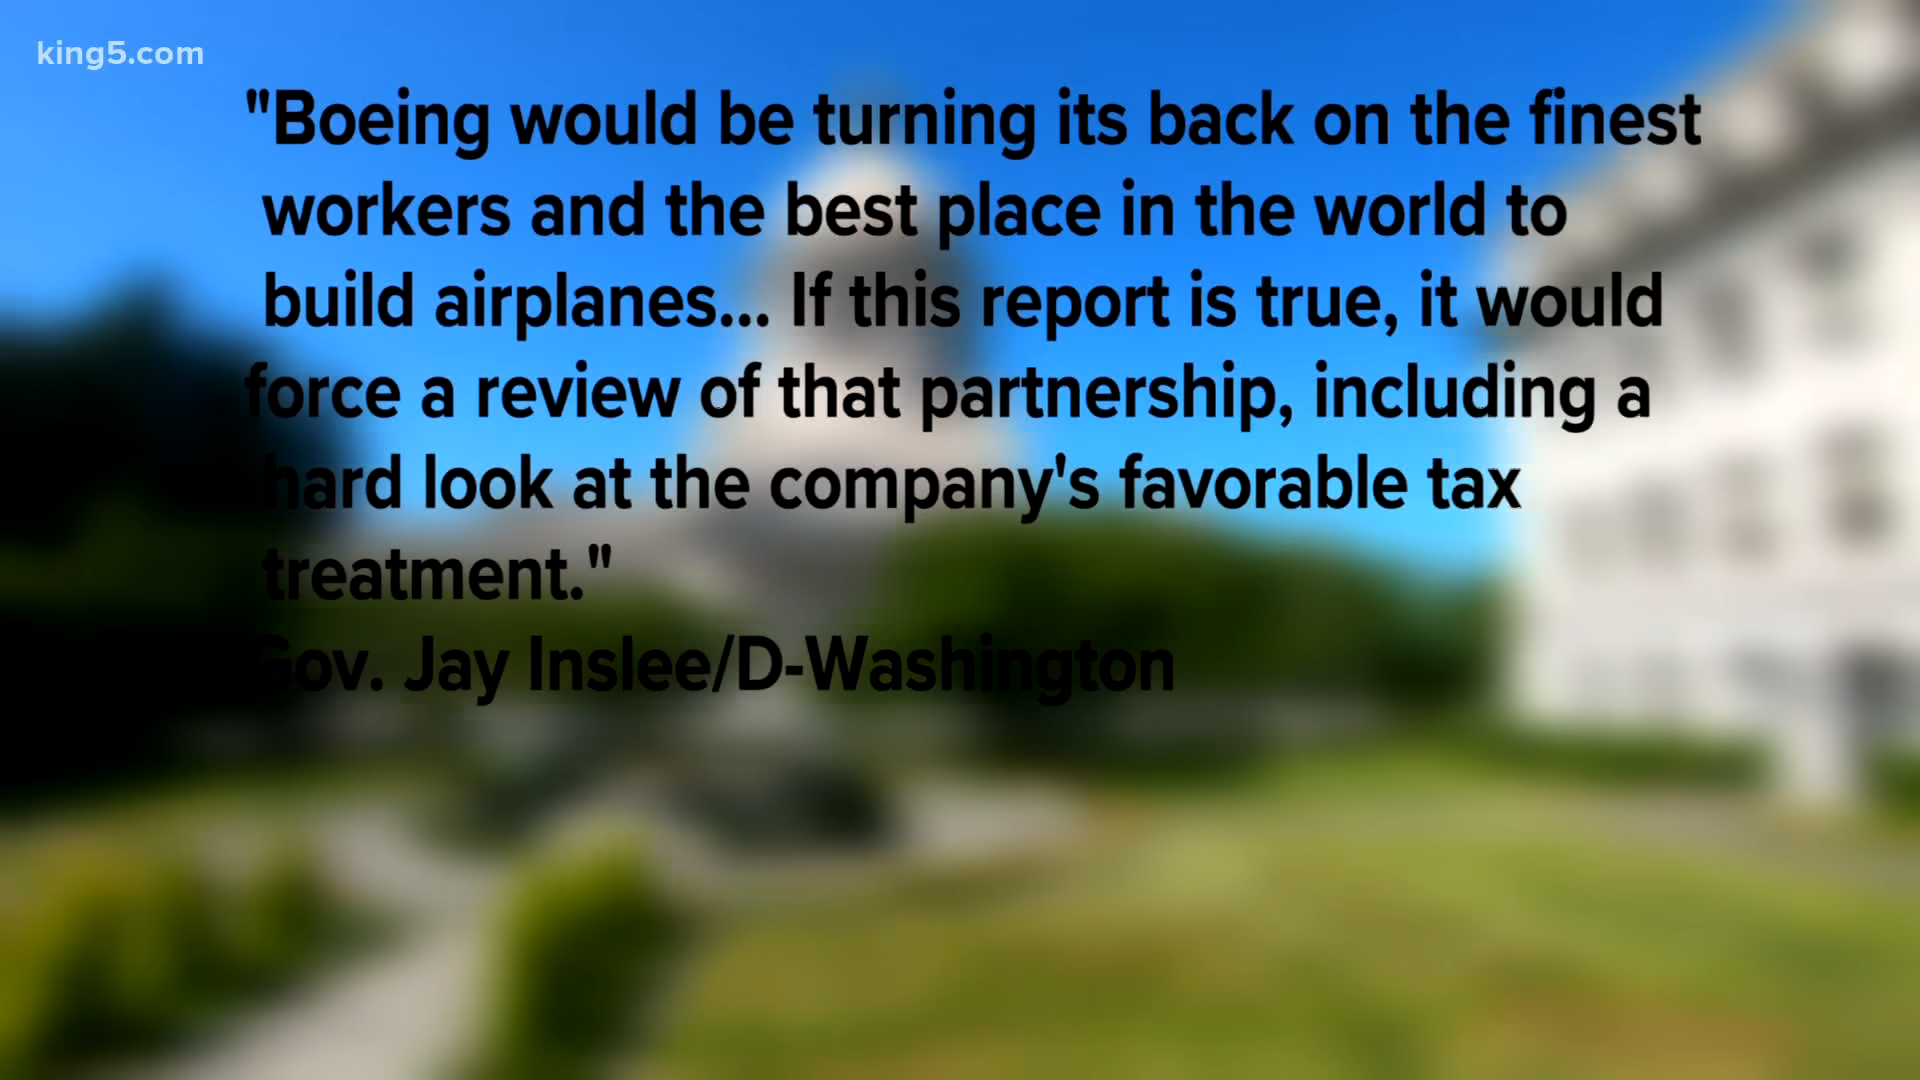 king5.com
"Boeing would be turning its back on the finest
workers and the best place in the world to
build airplanes... If this report is true, it would
force a review of that partnership, including a
hard look at the company's favorable tax
treatment."
Gov. Jay Inslee/D-Washington